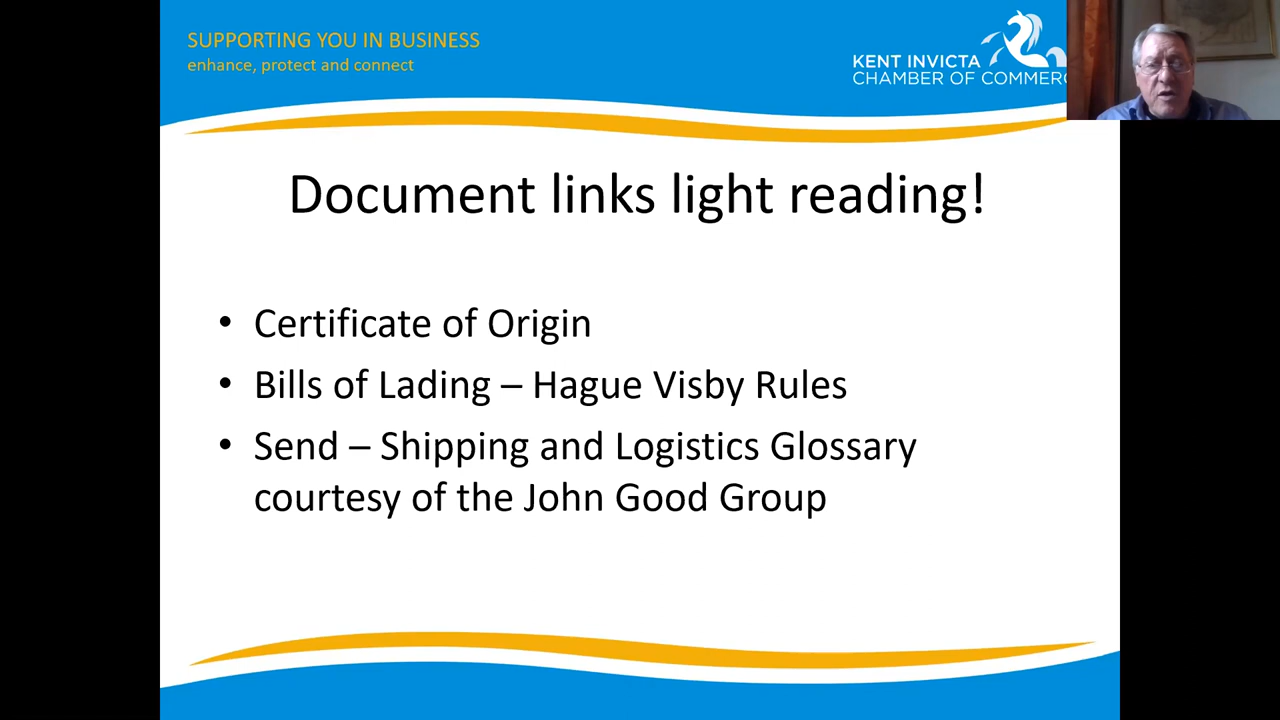 SUPPORTING YOU IN BUSINESS
enhance, protect and connect
KENT INVICTA
CHAMBER OF COMMERC
Document links light reading!
• Certificate of Origin
• Bills of Lading – Hague Visby Rules
• Send – Shipping and Logistics Glossary
courtesy of the John Good Group